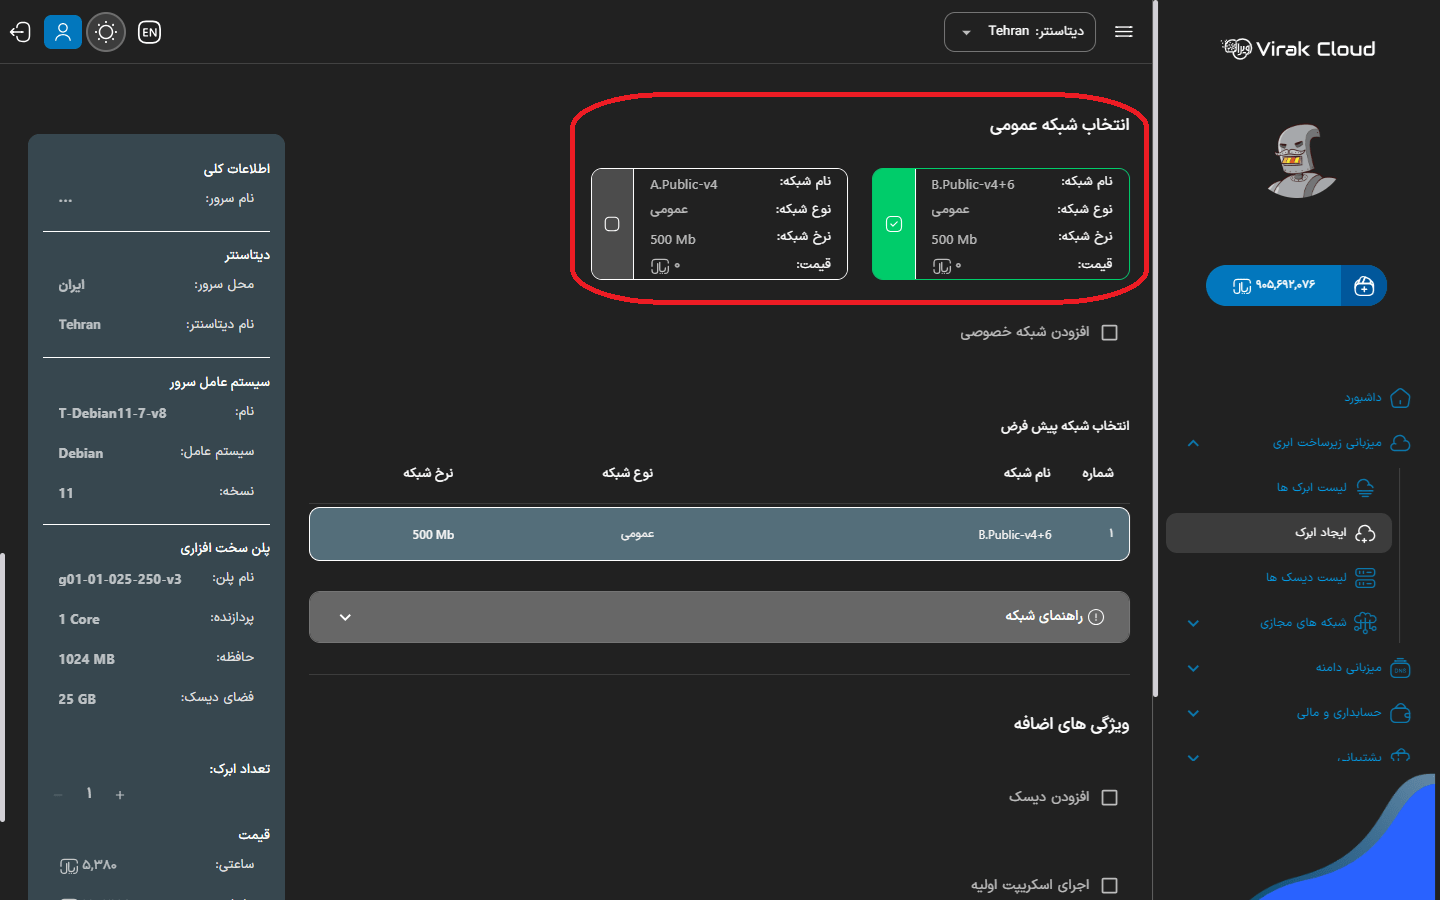 EN
دیتاسنتر: Tehran
ویراک Virak Cloud
۹۰۵,۶۹۲,۰۷۶ ریال
داشبورد
میزبانی زیرساخت ابری
لیست ابرک ها
ایجاد ابرک
لیست دیسک ها
شبکه های مجازی
میزبانی دامنه
DNS
حسابداری و مالی
پشتیبانی
انتخاب شبکه عمومی
نام شبکه: B.Public-v4+6
نوع شبکه: عمومی
نرخ شبکه: 500 Mb
قیمت: ۰ ریال
نام شبکه: A.Public-v4
نوع شبکه: عمومی
نرخ شبکه: 500 Mb
قیمت: ۰ ریال
افزودن شبکه خصوصی
انتخاب شبکه پیش فرض
شماره نام شبکه نوع شبکه نرخ شبکه
۱ B.Public-v4+6 عمومی 500 Mb
راهنمای شبکه
ویژگی های اضافه
افزودن دیسک
اجرای اسکریپت اولیه
اطلاعات کلی
نام سرور: ...
دیتاسنتر
محل سرور: ایران
نام دیتاسنتر: Tehran
سیستم عامل سرور
نام: T-Debian11-7-v8
سیستم عامل: Debian
نسخه: 11
پلن سخت افزاری
نام پلن: g01-01-025-250-v3
پردازنده: 1 Core
حافظه: 1024 MB
فضای دیسک: 25 GB
تعداد ابرک:
+ ۱ −
قیمت
ساعتی: ۵,۳۸۰ ریال